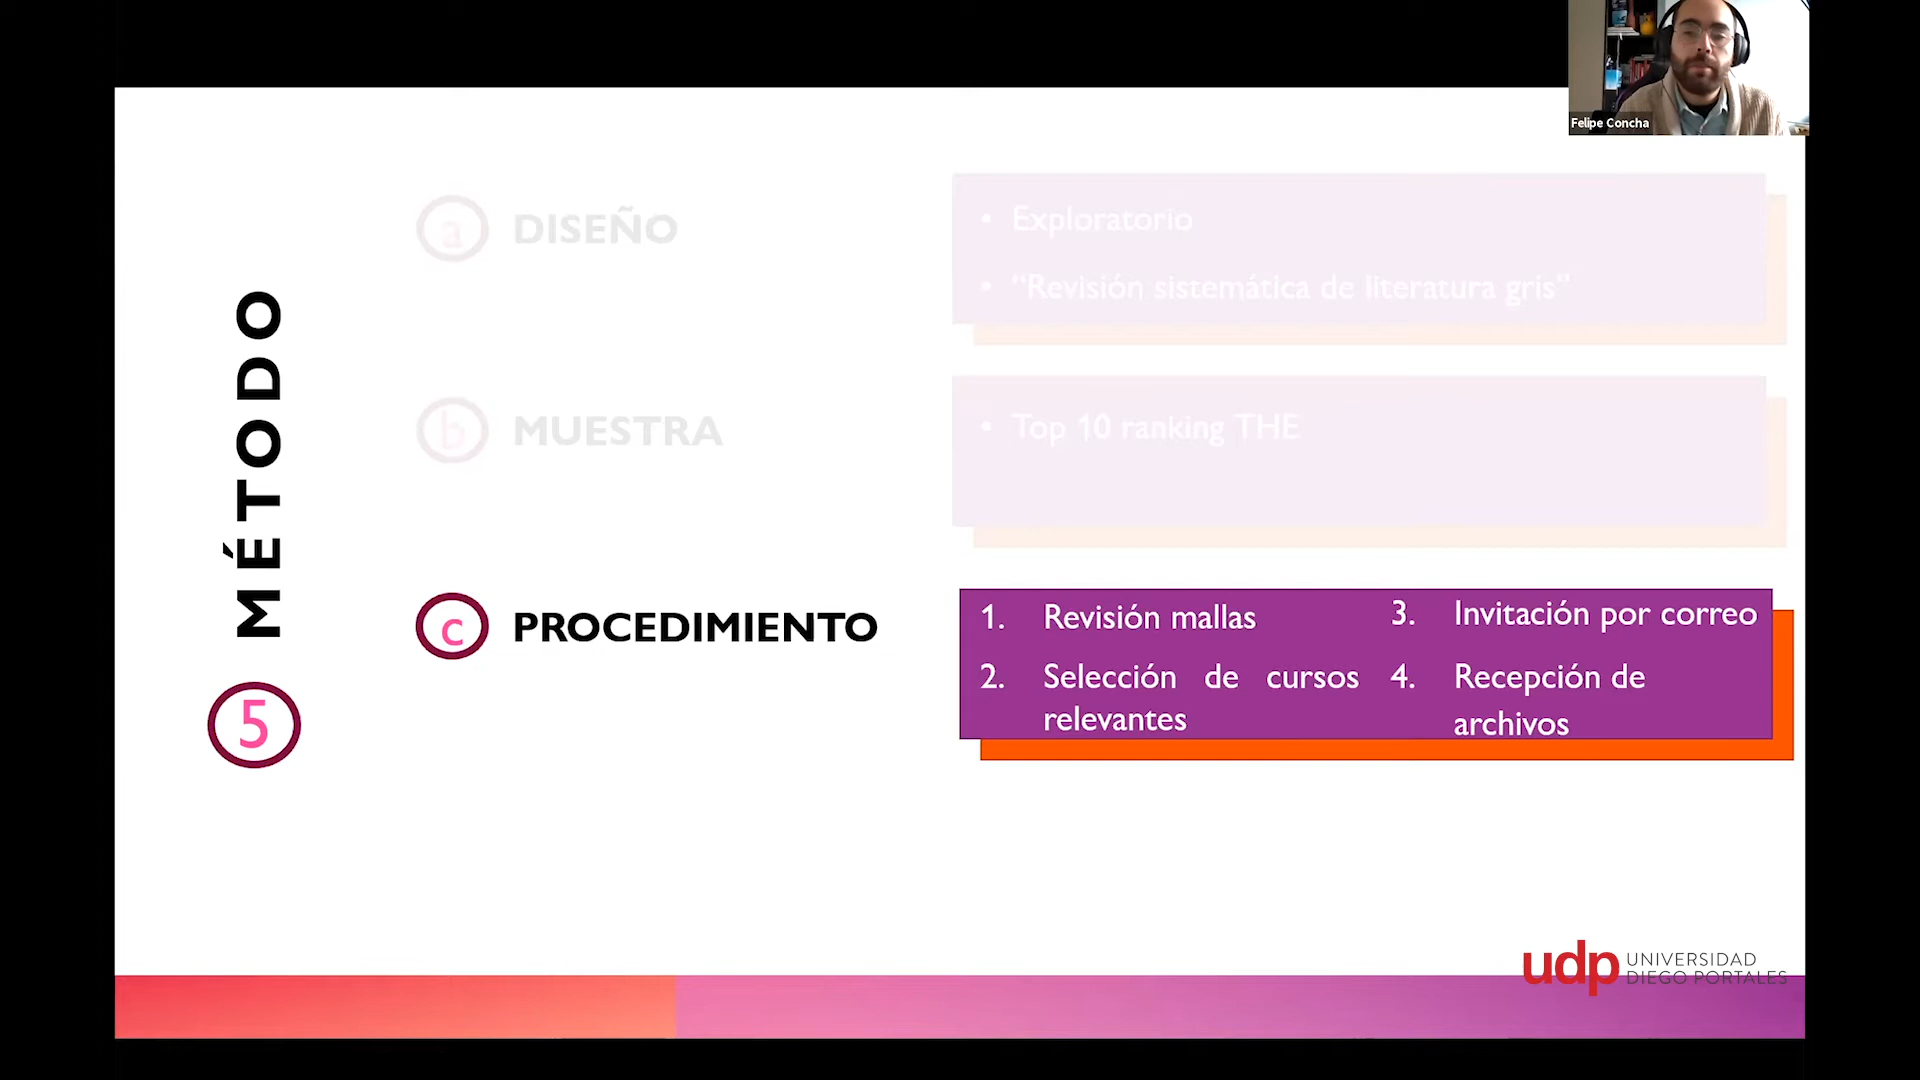 Felipe Concha
5 MÉTODO
a DISEÑO
• Exploratorio
• “Revisión sistemática de literatura gris”
b MUESTRA
• Top 10 ranking THE
c PROCEDIMIENTO
1. Revisión mallas
2. Selección de cursos
relevantes
3. Invitación por correo
4. Recepción de
archivos
udp UNIVERSIDAD
DIEGO PORTALES